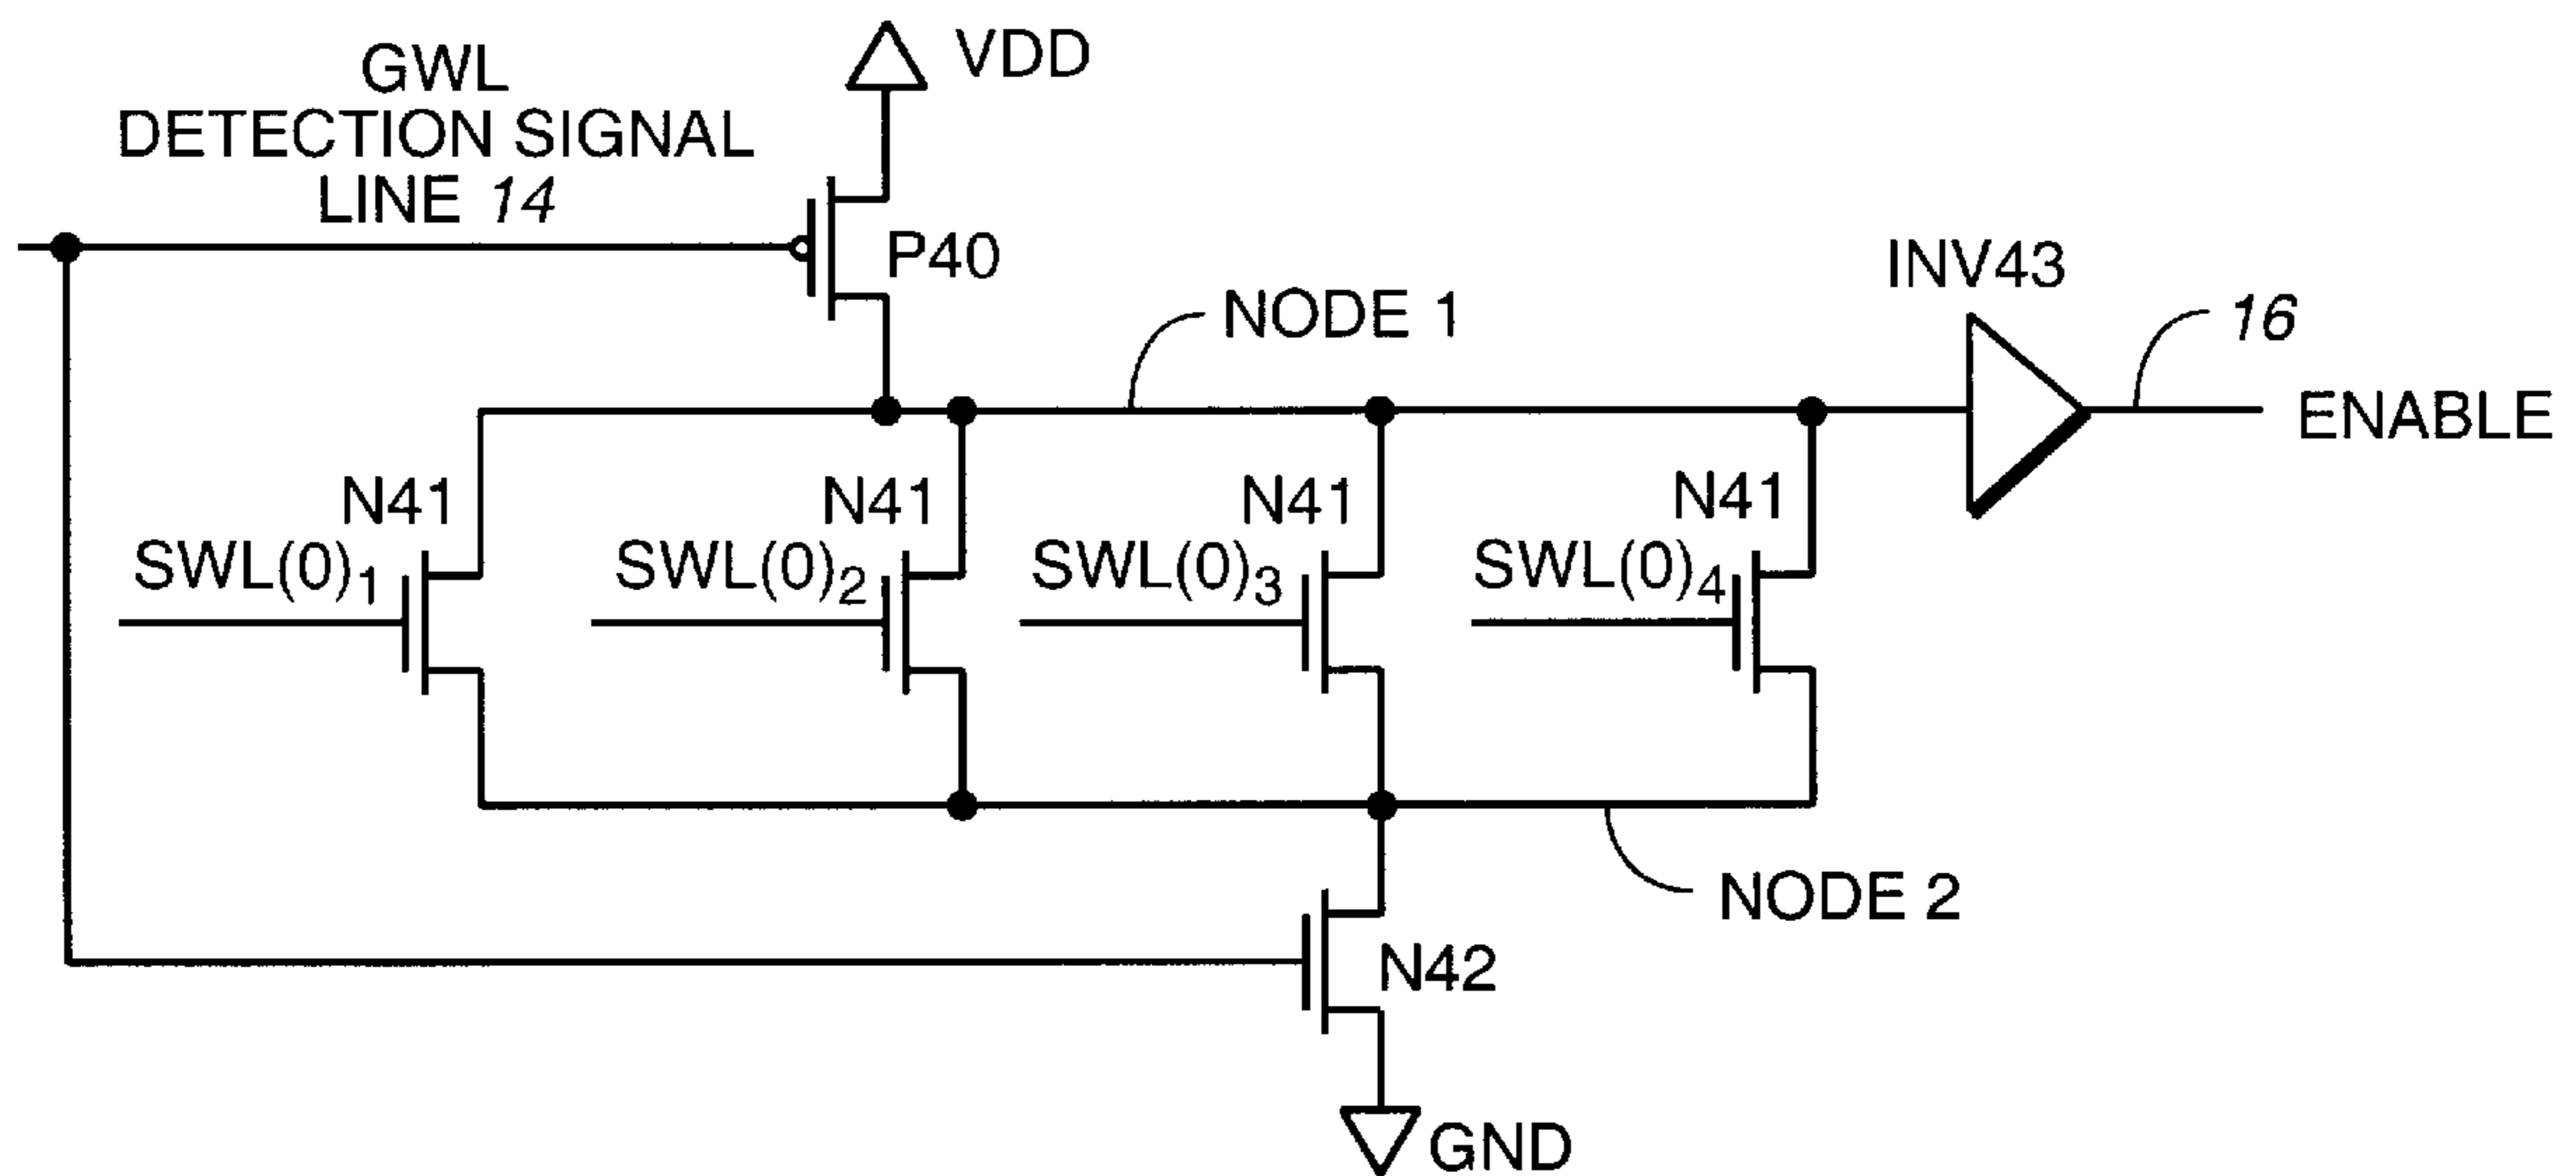 GWL
DETECTION SIGNAL
LINE 14
VDD
P40
NODE 1
INV43
16
ENABLE
N41
N41
N41
N41
SWL(0)1
SWL(0)2
SWL(0)3
SWL(0)4
NODE 2
N42
GND